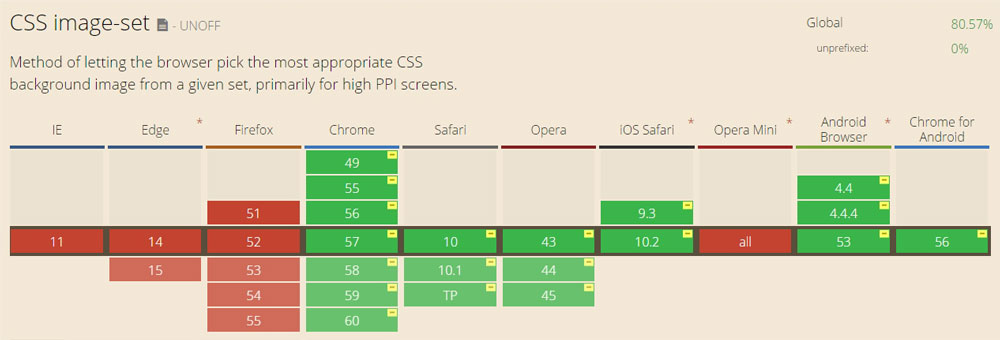 CSS image-set - UNOFF
Global 80.57%
unprefixed: 0%
Method of letting the browser pick the most appropriate CSS
background image from a given set, primarily for high PPI screens.
IE Edge * Firefox Chrome Safari Opera iOS Safari * Opera Mini * Android Browser * Chrome for Android
49
55 4.4
51 56 9.3 4.4.4
11 14 52 57 10 43 10.2 all 53 56
15 53 58 10.1 44
54 59 TP 45
55 60